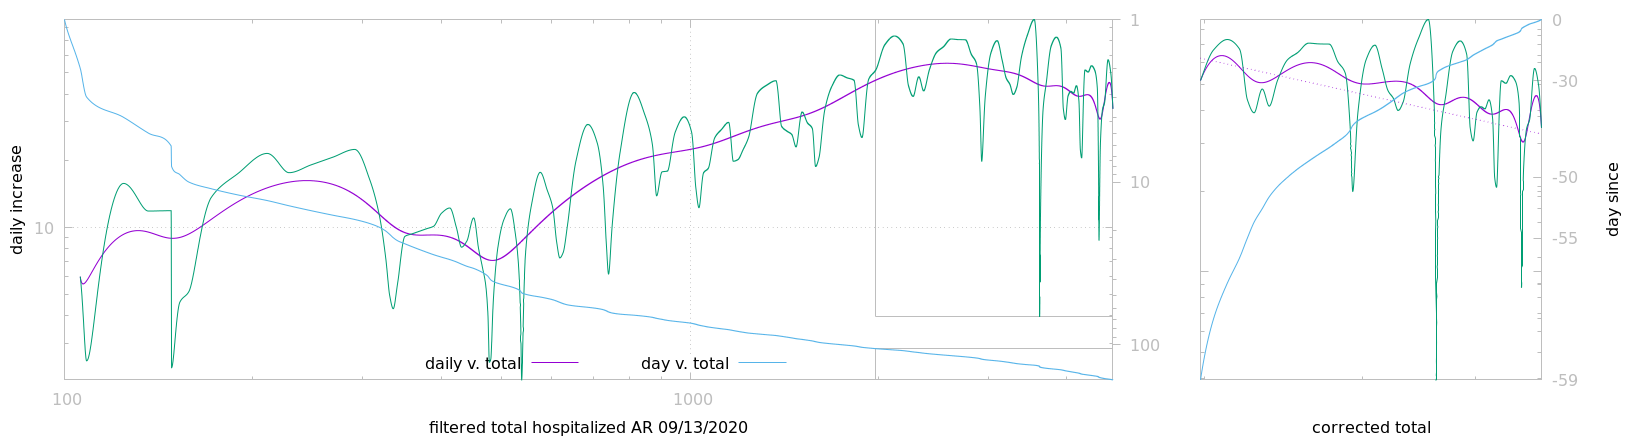 1
0
-30
10
10
-50
-55
daily increase
day since
100
daily v. total
day v. total
-59
100
1000
filtered total hospitalized AR 09/13/2020
corrected total